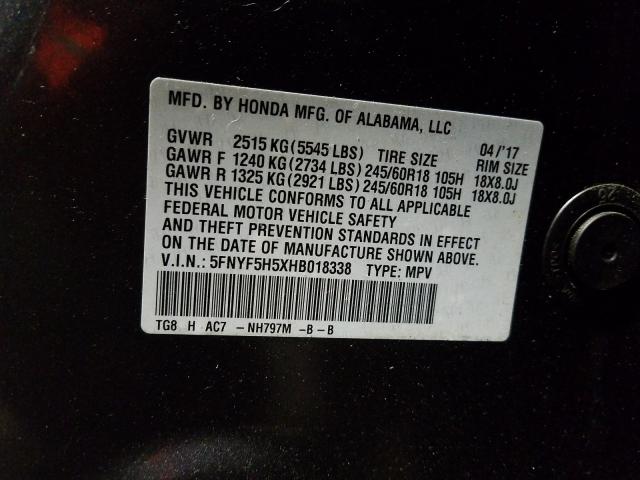 MFD. BY HONDA MFG. OF ALABAMA, LLC
04/'17
GVWR 2515 KG (5545 LBS) TIRE SIZE RIM SIZE
GAWR F 1240 KG (2734 LBS) 245/60R18 105H 18X8.0J
GAWR R 1325 KG (2921 LBS) 245/60R18 105H 18X8.0J
THIS VEHICLE CONFORMS TO ALL APPLICABLE
FEDERAL MOTOR VEHICLE SAFETY
AND THEFT PREVENTION STANDARDS IN EFFECT
ON THE DATE OF MANUFACTURE SHOWN ABOVE.
V.I.N.: 5FNYF5H5XHB018338 TYPE: MPV
TG8 H AC7 -NH797M -B-B